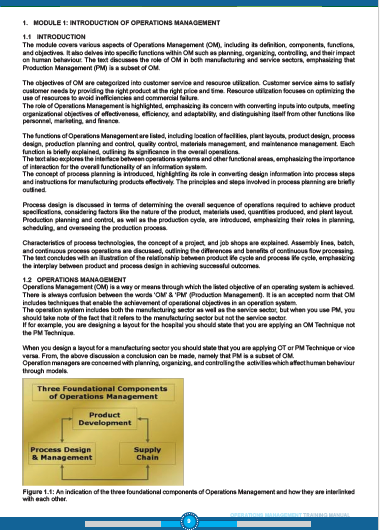 1. MODULE 1: INTRODUCTION OF OPERATIONS MANAGEMENT
1.1 INTRODUCTION
The module covers various aspects of Operations Management (OM), including its definition, components, functions,
and objectives. It also delves into specific functions within OM such as planning, organizing, controlling, and their impact
on human behaviour. The text discusses the role of OM in both manufacturing and service sectors, emphasizing that
Production Management (PM) is a subset of OM.
The objectives of OM are categorized into customer service and resource utilization. Customer service aims to satisfy
customer needs by providing the right product at the right price and time. Resource utilization focuses on optimizing the
use of resources to avoid inefficiencies and commercial failure.
The role of Operations Management is highlighted, emphasizing its concern with converting inputs into outputs, meeting
organizational objectives of effectiveness, efficiency, and adaptability, and distinguishing itself from other functions like
personnel, marketing, and finance.
The functions of Operations Management are listed, including location of facilities, plant layouts, product design, process
design, production planning and control, quality control, materials management, and maintenance management. Each
function is briefly explained, outlining its significance in the overall operations.
The text also explores the interface between operations systems and other functional areas, emphasizing the importance
of interaction for the overall functionality of an information system.
The concept of process planning is introduced, highlighting its role in converting design information into process steps
and instructions for manufacturing products effectively. The principles and steps involved in process planning are briefly
outlined.
Process design is discussed in terms of determining the overall sequence of operations required to achieve product
specifications, considering factors like the nature of the product, materials used, quantities produced, and plant layout.
Production planning and control, as well as the production cycle, are introduced, emphasizing their roles in planning,
scheduling, and overseeing the production process.
Characteristics of process technologies, the concept of a project, and job shops are explained. Assembly lines, batch,
and continuous process operations are discussed, outlining the differences and benefits of continuous flow processing.
The text concludes with an illustration of the relationship between product life cycle and process life cycle, emphasizing
the interplay between product and process design in achieving successful outcomes.
1.2 OPERATIONS MANAGEMENT
Operations Management (OM) is a way or means through which the listed objective of an operating system is achieved.
There is always confusion between the words 'OM' & 'PM' (Production Management). It is an accepted norm that OM
includes techniques that enable the achievement of operational objectives in an operation system.
The operation system includes both the manufacturing sector as well as the service sector, but when you use PM, you
should take note of the fact that it refers to the manufacturing sector but not the service sector.
If for example, you are designing a layout for the hospital you should state that you are applying an OM Technique not
the PM Technique.
When you design a layout for a manufacturing sector you should state that you are applying OT or PM Technique or vice
versa. From, the above discussion a conclusion can be made, namely that PM is a subset of OM.
Operation managers are concerned with planning, organizing, and controlling the activities which affect human behaviour
through models.
Three Foundational Components
of Operations Management
Product
Development
Process Design
& Management
Supply
Chain
Figure 1.1: An indication of the three foundational components of Operations Management and how they are interlinked
with each other.
OPERATIONS MANAGEMENT TRAINING MANUAL